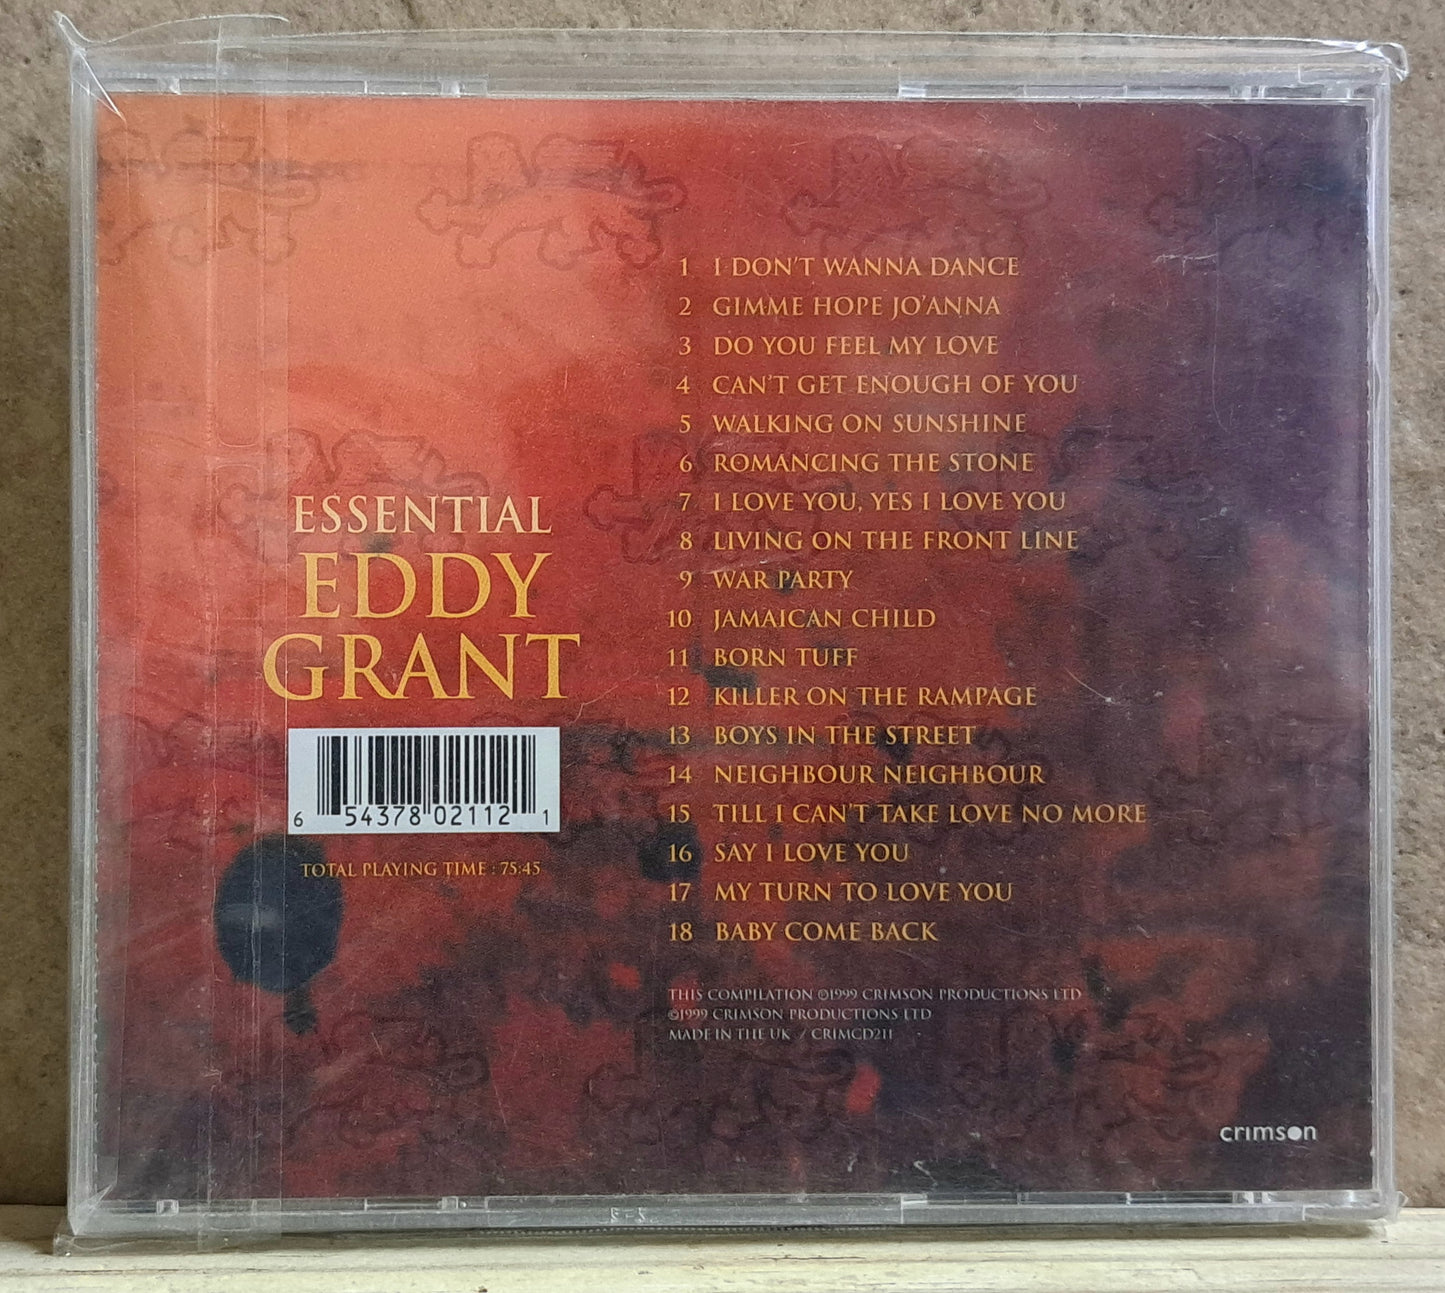 ESSENTIAL
EDDY
GRANT
6 54378 02112 1
TOTAL PLAYING TIME : 75:45
1 I DON'T WANNA DANCE
2 GIMME HOPE JO'ANNA
3 DO YOU FEEL MY LOVE
4 CAN'T GET ENOUGH OF YOU
5 WALKING ON SUNSHINE
6 ROMANCING THE STONE
7 I LOVE YOU, YES I LOVE YOU
8 LIVING ON THE FRONT LINE
9 WAR PARTY
10 JAMAICAN CHILD
11 BORN TUFF
12 KILLER ON THE RAMPAGE
13 BOYS IN THE STREET
14 NEIGHBOUR NEIGHBOUR
15 TILL I CAN'T TAKE LOVE NO MORE
16 SAY I LOVE YOU
17 MY TURN TO LOVE YOU
18 BABY COME BACK
THIS COMPILATION ℗1999 CRIMSON PRODUCTIONS LTD
©1999 CRIMSON PRODUCTIONS LTD
MADE IN THE UK / CRIMCD211
crimson